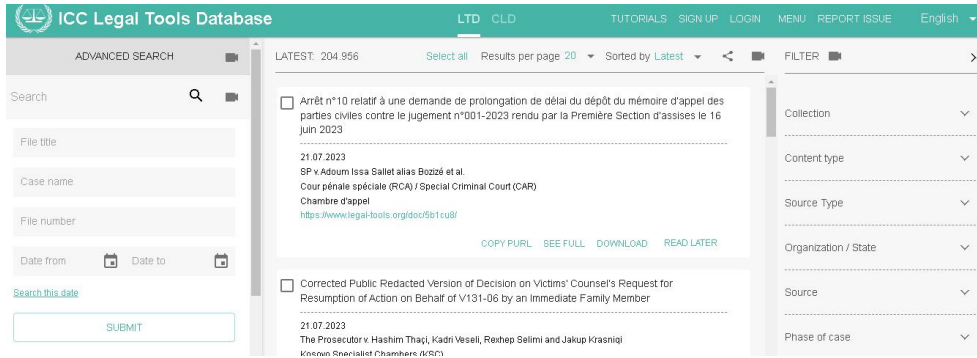 ICC Legal Tools Database
LTD CLD
TUTORIALS SIGN UP LOGIN MENU REPORT ISSUE English
ADVANCED SEARCH
Search
File title
Case name
File number
Date from Date to
Search this date
SUBMIT
LATEST: 204.956 Select all Results per page 20 Sorted by Latest
Arrêt n°10 relatif à une demande de prolongation de délai du dépôt du mémoire d'appel des
parties civiles contre le jugement n°001-2023 rendu par la Première Section d'assises le 16
juin 2023
21.07.2023
SP v. Adoum Issa Sallet alias Bozizé et al.
Cour pénale spéciale (RCA) / Special Criminal Court (CAR)
Chambre d'appel
https://www.legal-tools.org/doc/5b1cu8/
COPY PURL SEE FULL DOWNLOAD READ LATER
Corrected Public Redacted Version of Decision on Victims' Counsel's Request for
Resumption of Action on Behalf of V131-06 by an Immediate Family Member
21.07.2023
The Prosecutor v. Hashim Thaçi, Kadri Veseli, Rexhep Selimi and Jakup Krasniqi
Kosovo Specialist Chambers (KSC)
FILTER
Collection
Content type
Source Type
Organization / State
Source
Phase of case